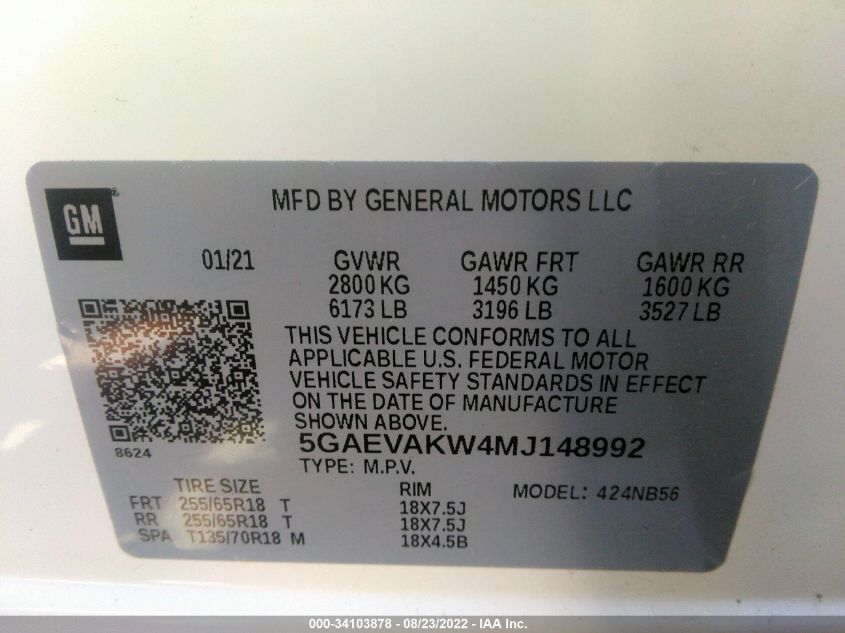 GM
MFD BY GENERAL MOTORS LLC
01/21 GVWR GAWR FRT GAWR RR
2800 KG 1450 KG 1600 KG
6173 LB 3196 LB 3527 LB
THIS VEHICLE CONFORMS TO ALL
APPLICABLE U.S. FEDERAL MOTOR
VEHICLE SAFETY STANDARDS IN EFFECT
ON THE DATE OF MANUFACTURE
SHOWN ABOVE.
8624
5GAEVAKW4MJ148992
TYPE: M.P.V.
TIRE SIZE RIM MODEL: 424NB56
FRT 255/65R18 T 18X7.5J
RR 255/65R18 T 18X7.5J
SPA T135/70R18 M 18X4.5B
000-34103878 - 08/23/2022 - IAA Inc.